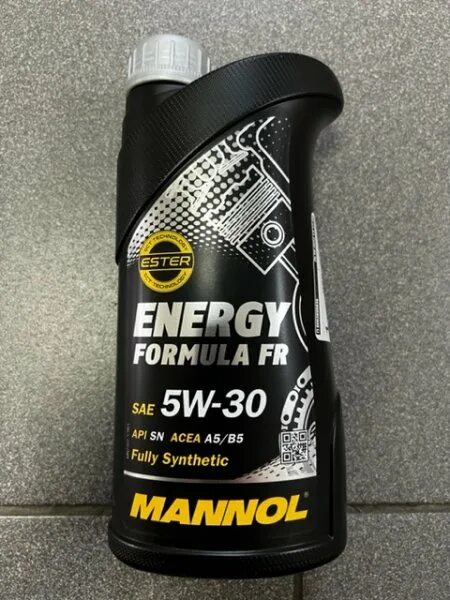 ESTER
ENERGY
FORMULA FR
SAE 5W-30
API SN ACEA A5/B5
Fully Synthetic
MANNOL